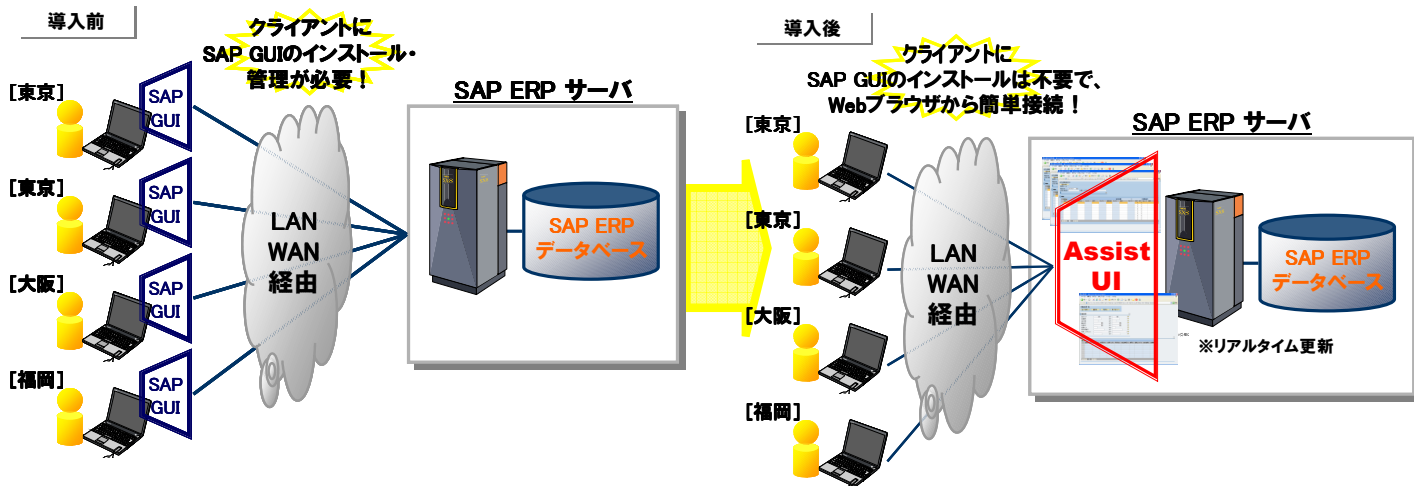 導入前
クライアントに
SAP GUIのインストール・
管理が必要！
[東京]
SAP
GUI
[東京]
SAP
GUI
[大阪]
SAP
GUI
[福岡]
SAP
GUI
LAN
WAN
経由
SAP ERP サーバ
SAP ERP
データベース
導入後
クライアントに
SAP GUIのインストールは不要で、
Webブラウザから簡単接続！
[東京]
[東京]
[大阪]
[福岡]
LAN
WAN
経由
SAP ERP サーバ
Assist
UI
SAP ERP
データベース
※リアルタイム更新